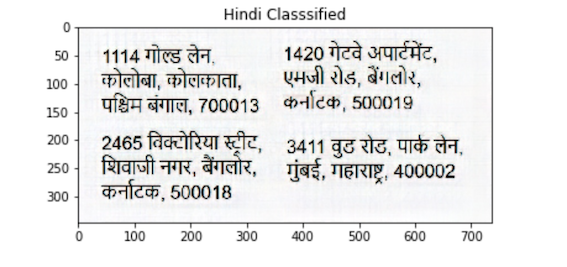 Hindi Classsified
0
50
100
150
200
250
300
1114 गोल्ड लेन,
कोलोबा, कोलकाता,
पश्चिम बंगाल, 700013
1420 गेटवे अपार्टमेंट,
एमजी रोड, बैंगलोर,
कर्नाटक, 500019
2465 विक्टोरिया स्ट्रीट,
शिवाजी नगर, बैंगलोर,
कर्नाटक, 500018
3411 वुड रोड, पार्क लेन,
गुंबई, गहाराष्ट्र, 400002
0 100 200 300 400 500 600 700